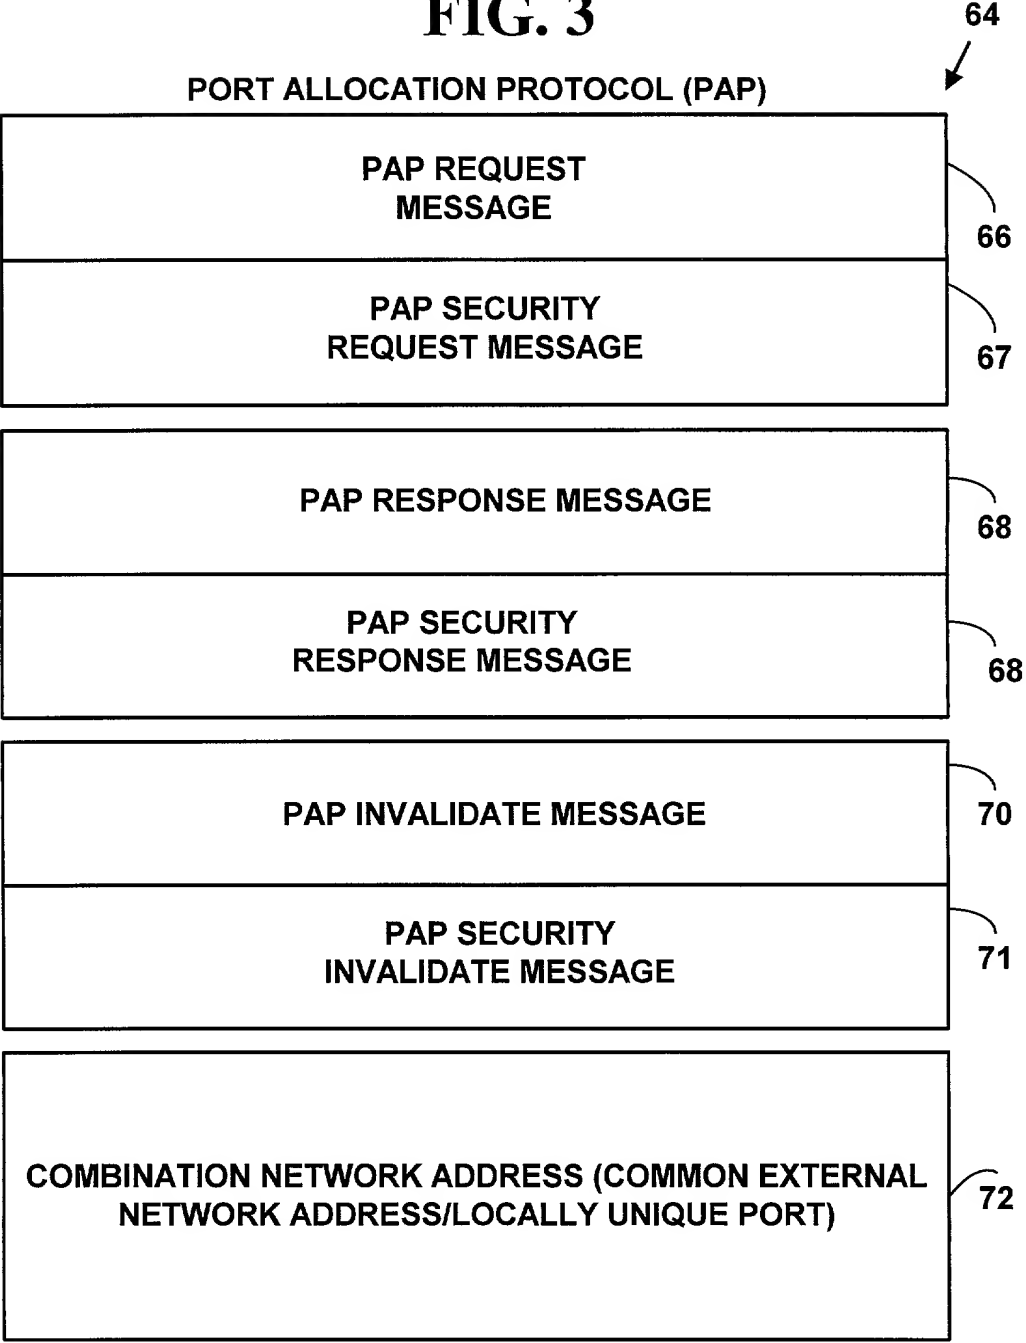 FIG. 3
64
PORT ALLOCATION PROTOCOL (PAP)
PAP REQUEST
MESSAGE
66
PAP SECURITY
REQUEST MESSAGE
67
PAP RESPONSE MESSAGE
68
PAP SECURITY
RESPONSE MESSAGE
68
PAP INVALIDATE MESSAGE
70
PAP SECURITY
INVALIDATE MESSAGE
71
COMBINATION NETWORK ADDRESS (COMMON EXTERNAL
NETWORK ADDRESS/LOCALLY UNIQUE PORT)
72